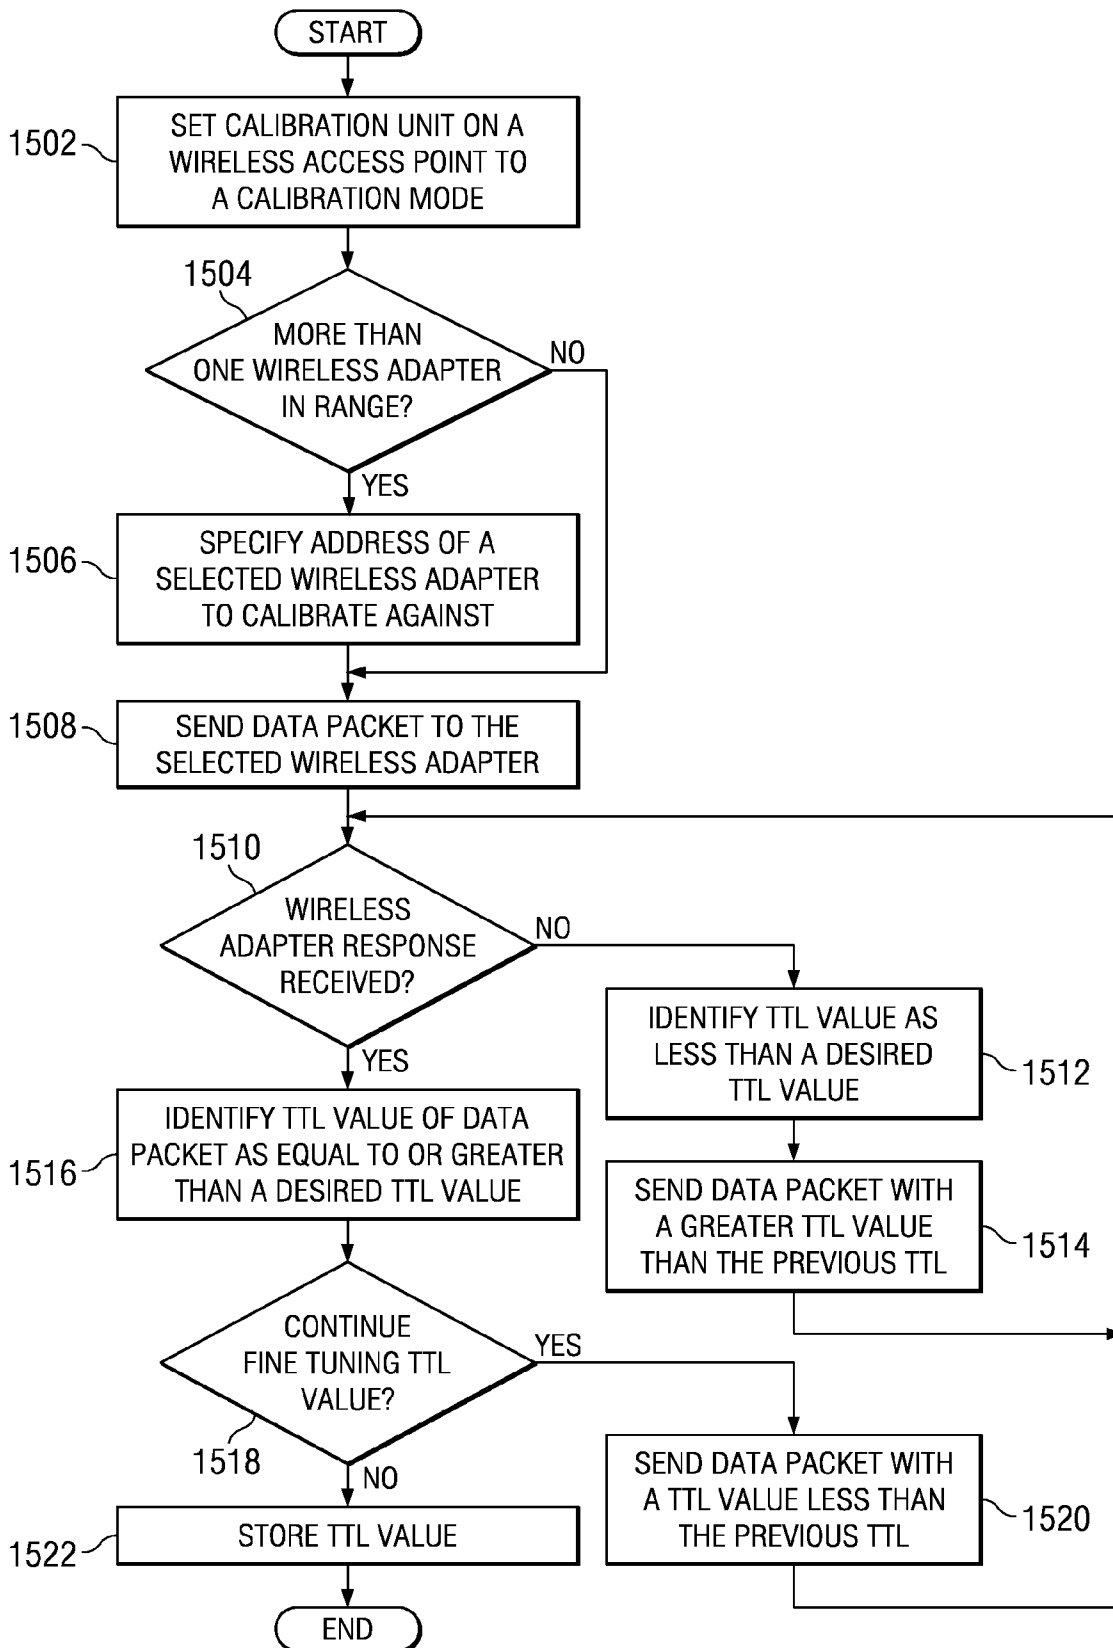 START
1502
SET CALIBRATION UNIT ON A
WIRELESS ACCESS POINT TO
A CALIBRATION MODE
1504
MORE THAN
ONE WIRELESS ADAPTER
IN RANGE?
NO
YES
1506
SPECIFY ADDRESS OF A
SELECTED WIRELESS ADAPTER
TO CALIBRATE AGAINST
1508
SEND DATA PACKET TO THE
SELECTED WIRELESS ADAPTER
1510
WIRELESS
ADAPTER RESPONSE
RECEIVED?
NO
YES
IDENTIFY TTL VALUE AS
LESS THAN A DESIRED
TTL VALUE
1512
1516
IDENTIFY TTL VALUE OF DATA
PACKET AS EQUAL TO OR GREATER
THAN A DESIRED TTL VALUE
SEND DATA PACKET WITH
A GREATER TTL VALUE
THAN THE PREVIOUS TTL
1514
CONTINUE
FINE TUNING TTL
VALUE?
YES
1518
NO
SEND DATA PACKET WITH
A TTL VALUE LESS THAN
THE PREVIOUS TTL
1520
1522
STORE TTL VALUE
END